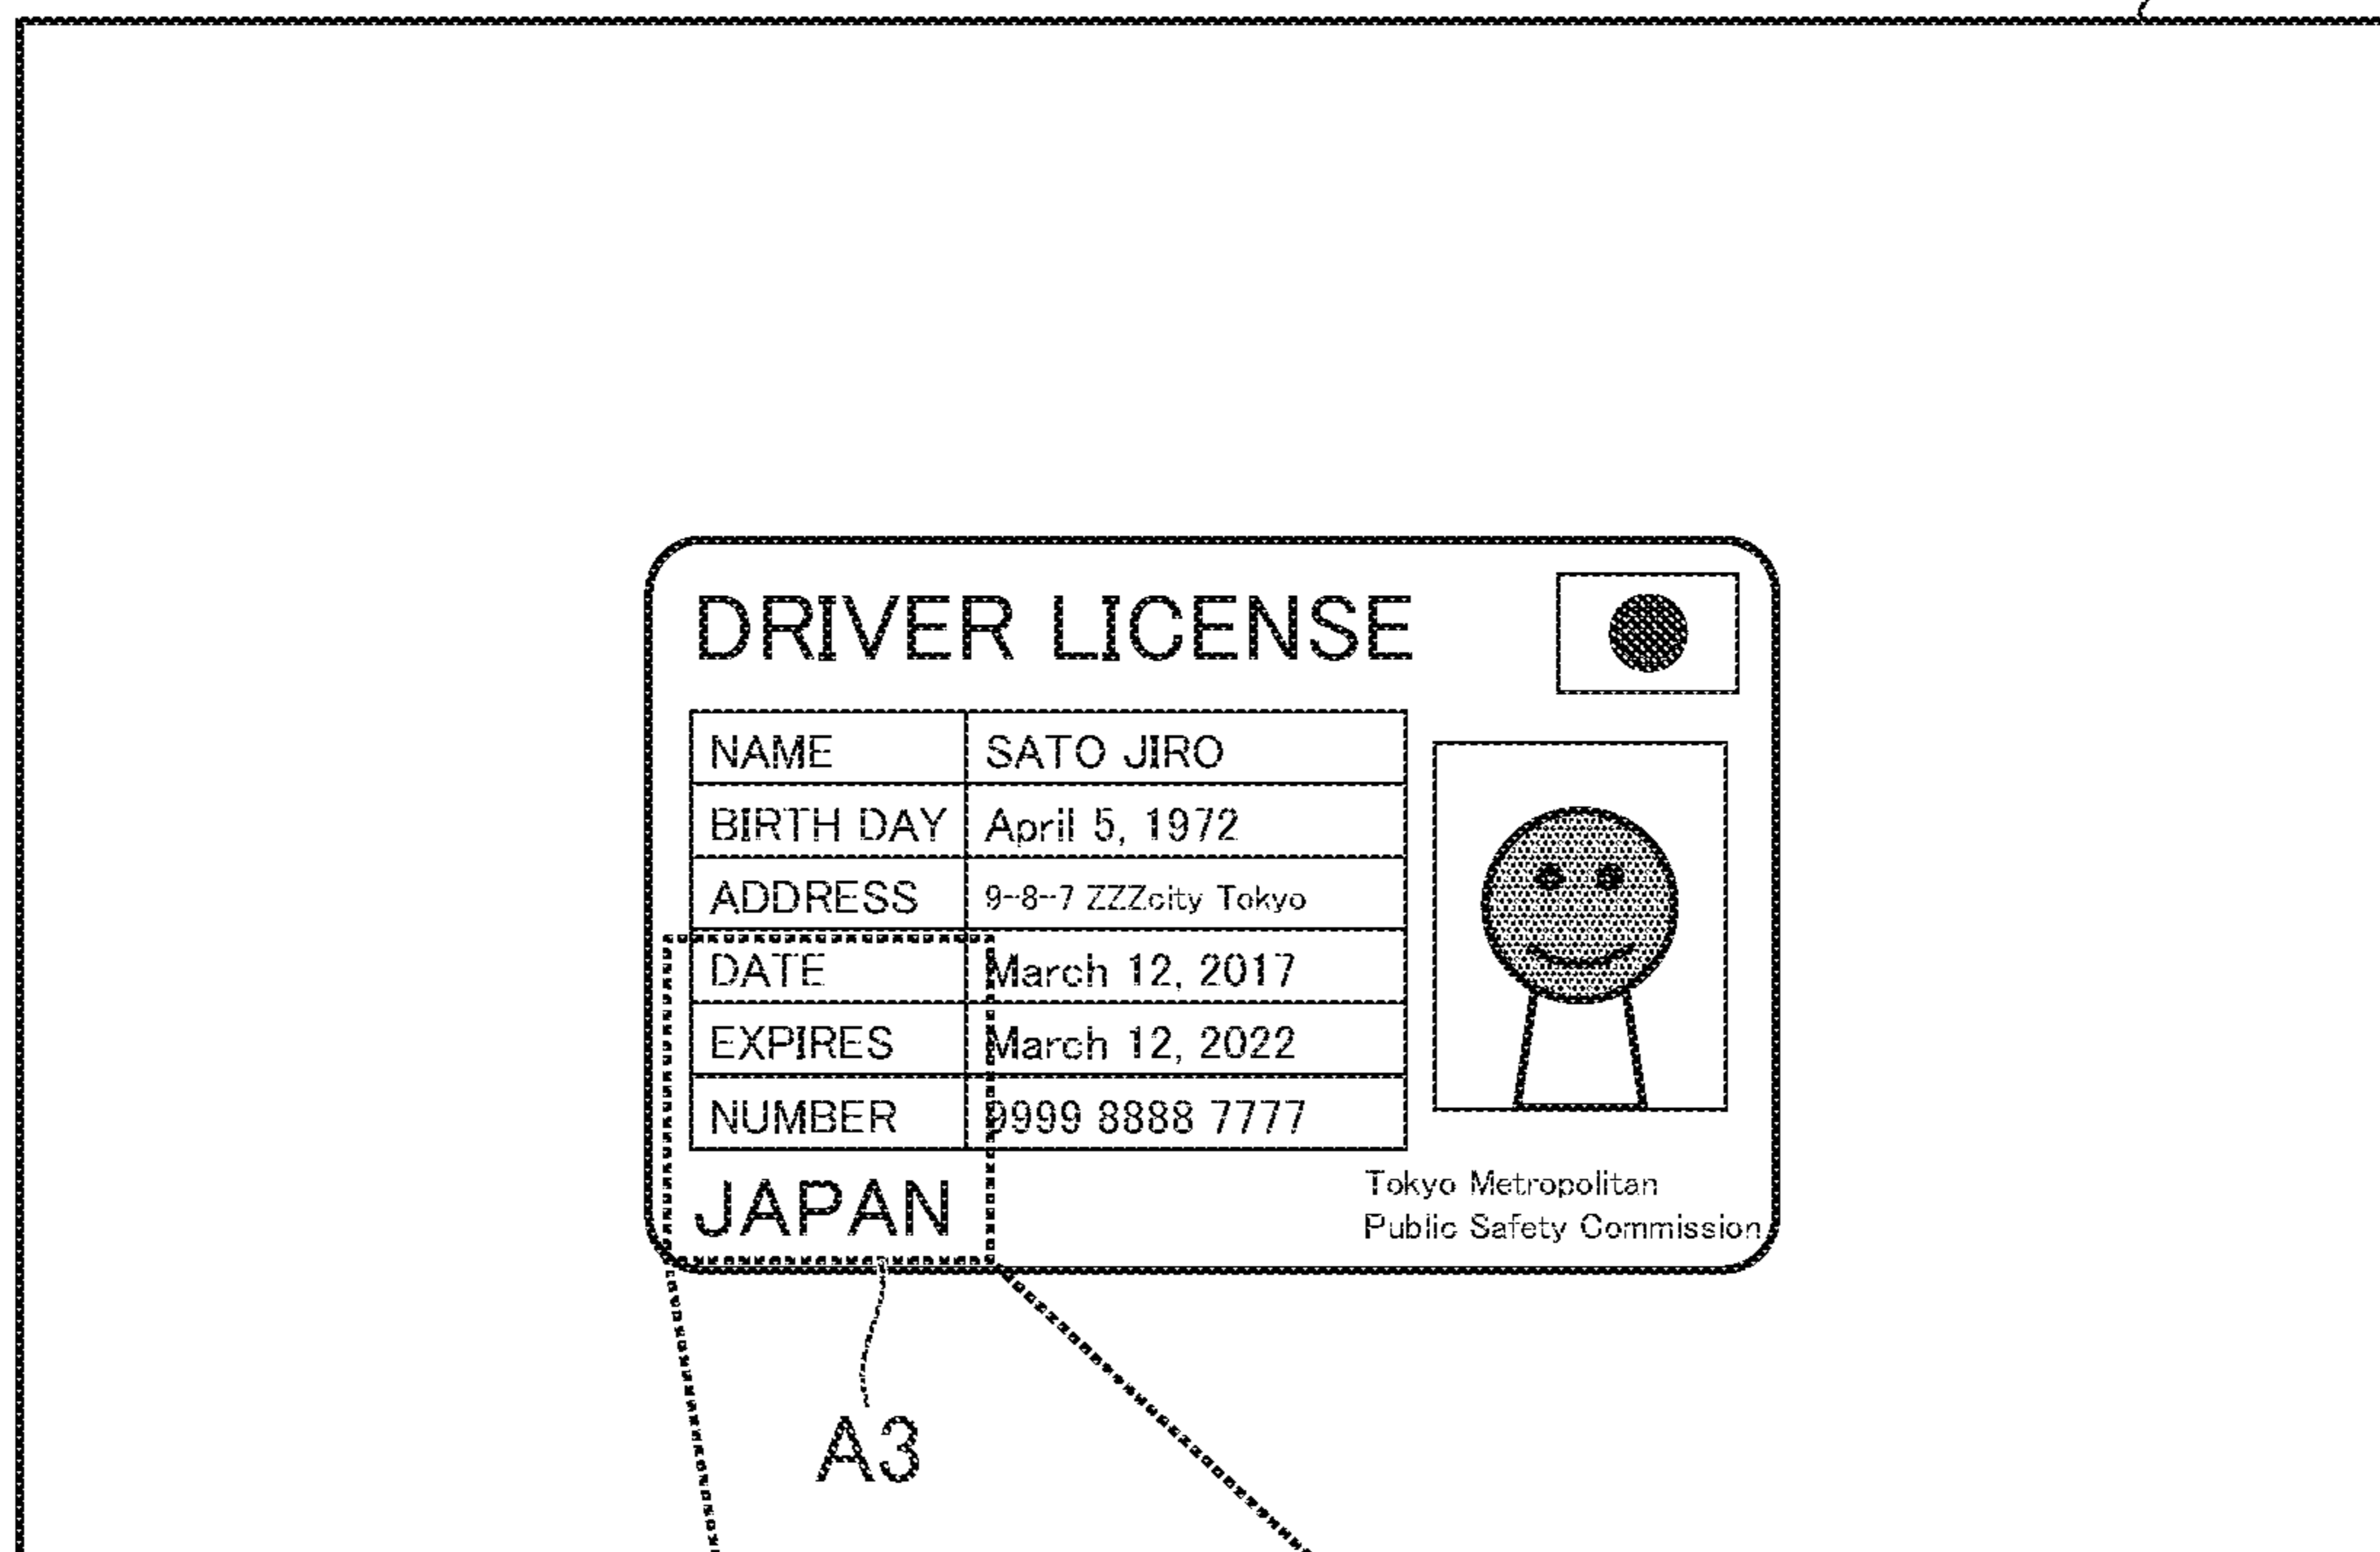 DRIVER LICENSE
NAME SATO JIRO
BIRTH DAY April 5, 1972
ADDRESS 9-8-7 ZZZcity Tokyo
DATE March 12, 2017
EXPIRES March 12, 2022
NUMBER 9999 8888 7777
JAPAN
Tokyo Metropolitan
Public Safety Commission
A3